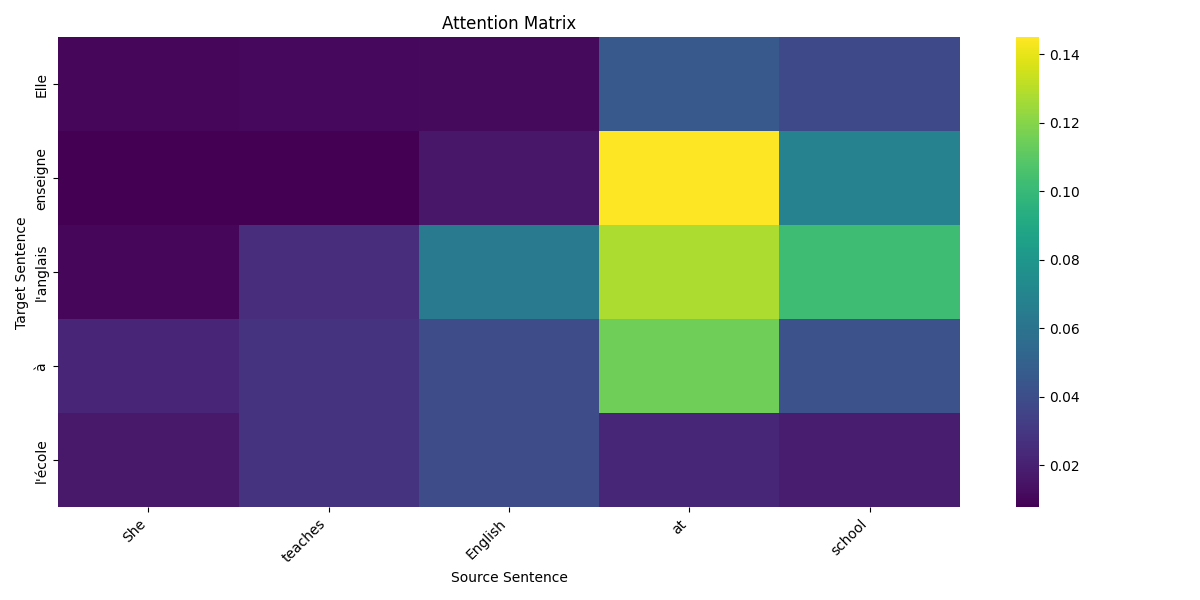 Attention Matrix
Target Sentence
Elle
enseigne
l'anglais
à
l'école
She
teaches
English
at
school
Source Sentence
0.14
0.12
0.10
0.08
0.06
0.04
0.02